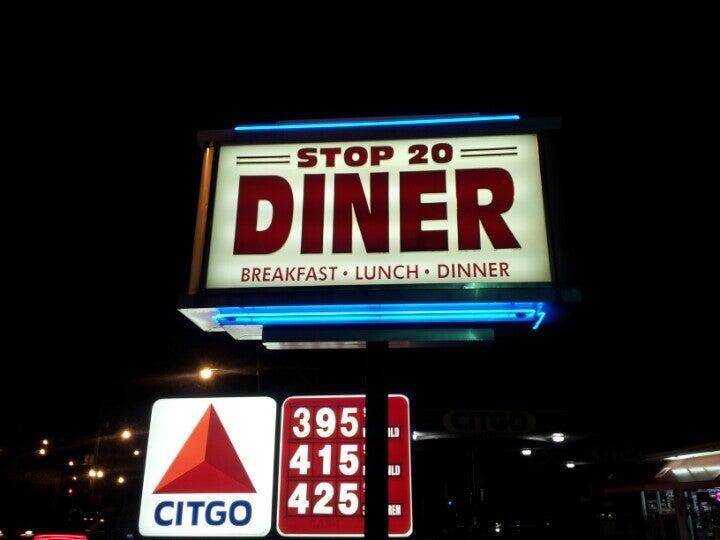 STOP 20
DINER
BREAKFAST • LUNCH • DINNER
CITGO
CITGO
395
415
425